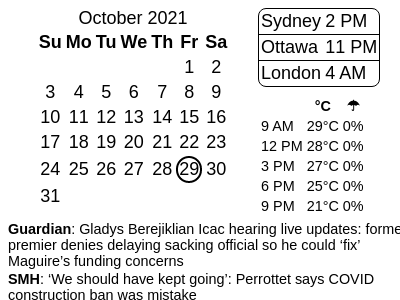 October 2021
Su Mo Tu We Th Fr Sa
1 2
3 4 5 6 7 8 9
10 11 12 13 14 15 16
17 18 19 20 21 22 23
24 25 26 27 28 29 30
31
Sydney 2 PM
Ottawa 11 PM
London 4 AM
°C ☂
9 AM 29°C 0%
12 PM 28°C 0%
3 PM 27°C 0%
6 PM 25°C 0%
9 PM 21°C 0%
Guardian: Gladys Berejiklian Icac hearing live updates: forme
premier denies delaying sacking official so he could ‘fix’
Maguire’s funding concerns
SMH: ‘We should have kept going’: Perrottet says COVID
construction ban was mistake